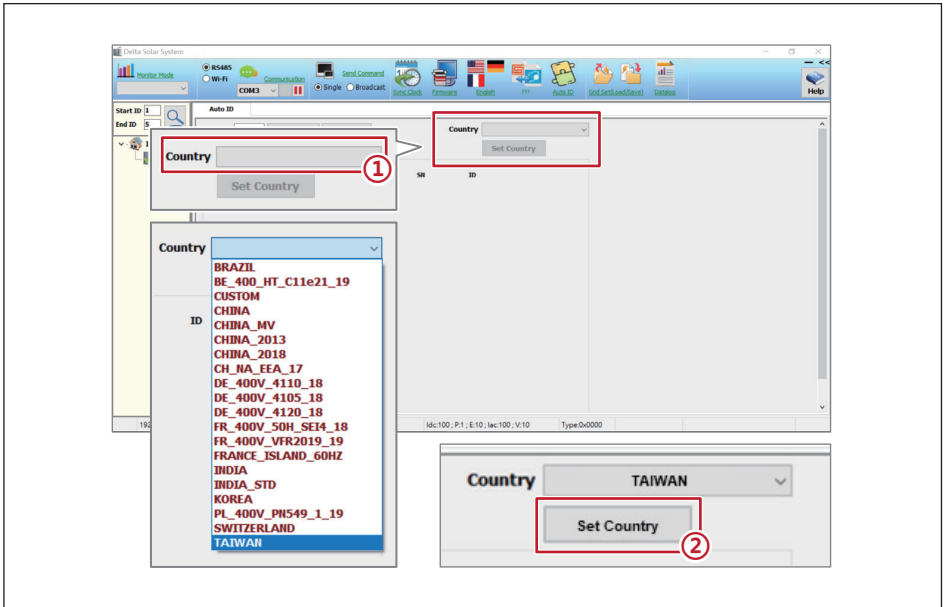 Delta Solar System
Monitor Mode
RS485
Wi-Fi
COM3
Communication
Send Command
Single Broadcast
Sync Clock
Firmware
English
Auto ID
Grid Set(Load/Save)
Datalog
Help
Start ID 1
End ID 5
Auto ID
Country
Set Country
SN ID
Country
①
Set Country
Country
BRAZIL
BE_400_HT_C11e21_19
CUSTOM
CHINA
ID
CHINA_MV
CHINA_2013
CHINA_2018
CH_NA_EEA_17
DE_400V_4110_18
DE_400V_4105_18
DE_400V_4120_18
FR_400V_50H_SEI4_18
FR_400V_VFR2019_19
FRANCE_ISLAND_60HZ
INDIA
INDIA_STD
KOREA
PL_400V_PN549_1_19
SWITZERLAND
TAIWAN
192
Idc:100 ; P:1 ; E:10 ; Iac:100 ; V:10 Type:0x0000
Country TAIWAN
Set Country
②